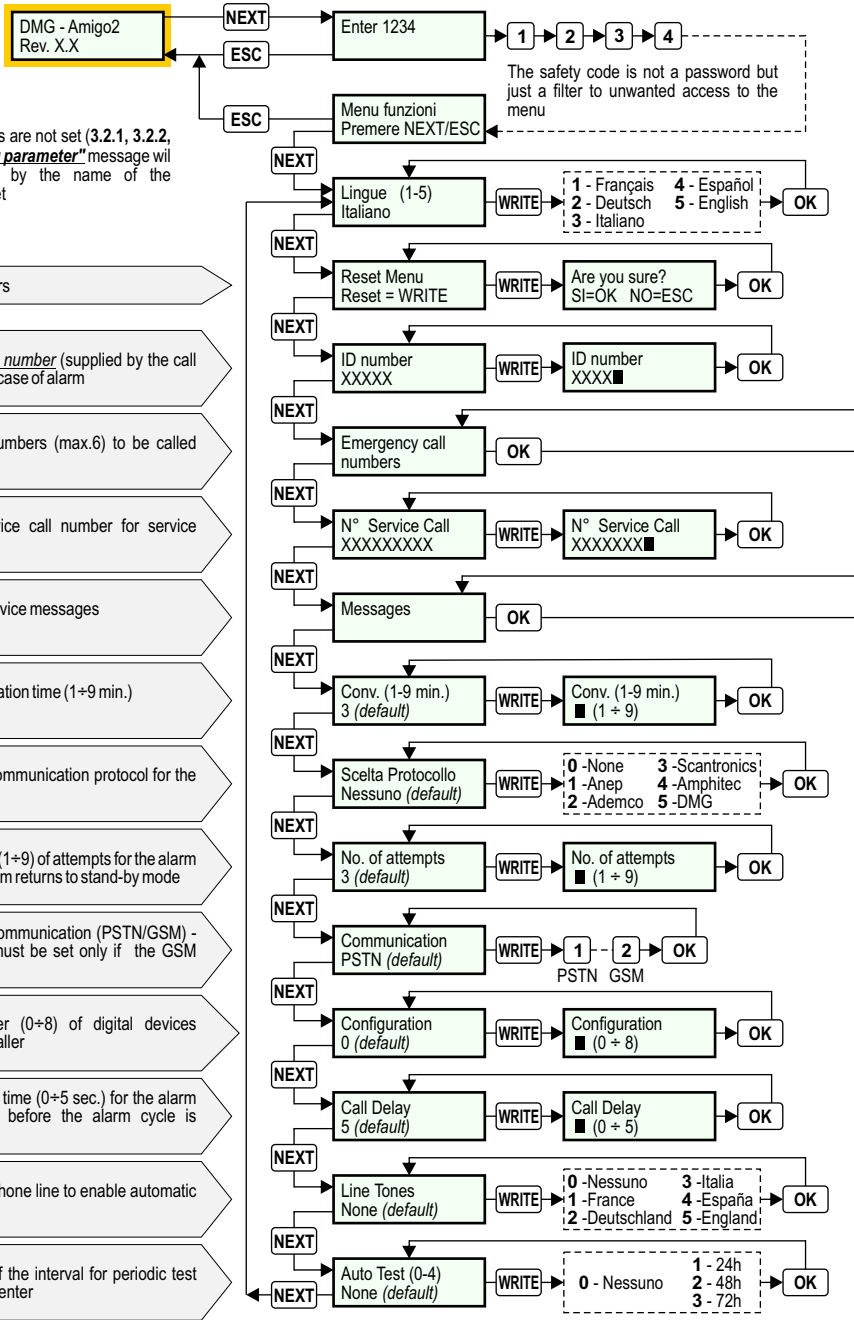 DMG - Amigo2
Rev. X.X
NEXT
ESC
Enter 1234
1 2 3 4
The safety code is not a password but
just a filter to unwanted access to the
menu
ESC
Menu funzioni
Premere NEXT/ESC
s are not set (3.2.1, 3.2.2,
parameter" message wil
by the name of the
et
NEXT
Lingue (1-5)
Italiano
WRITE
1 - Français 4 - Español
2 - Deutsch 5 - English
3 - Italiano
OK
NEXT
rs
Reset Menu
Reset = WRITE
WRITE
Are you sure?
SI=OK NO=ESC
OK
NEXT
number (supplied by the call
case of alarm
ID number
XXXXX
WRITE
ID number
XXXX
OK
NEXT
umbers (max.6) to be called
Emergency call
numbers
OK
NEXT
vice call number for service
N° Service Call
XXXXXXXXX
WRITE
N° Service Call
XXXXXXX
OK
NEXT
vice messages
Messages
OK
NEXT
ation time (1÷9 min.)
Conv. (1-9 min.)
3 (default)
WRITE
Conv. (1-9 min.)
(1 ÷ 9)
OK
NEXT
ommunication protocol for the
Scelta Protocollo
Nessuno (default)
WRITE
0 -None 3 -Scantronics
1 -Anep 4 -Amphitec
2 -Ademco 5 -DMG
OK
NEXT
(1÷9) of attempts for the alarm
m returns to stand-by mode
No. of attempts
3 (default)
WRITE
No. of attempts
(1 ÷ 9)
OK
NEXT
ommunication (PSTN/GSM) -
must be set only if the GSM
Communication
PSTN (default)
WRITE
1 2
OK
PSTN GSM
NEXT
er (0÷8) of digital devices
aller
Configuration
0 (default)
WRITE
Configuration
(0 ÷ 8)
OK
NEXT
time (0÷5 sec.) for the alarm
before the alarm cycle is
Call Delay
5 (default)
WRITE
Call Delay
(0 ÷ 5)
OK
NEXT
hone line to enable automatic
Line Tones
None (default)
WRITE
0 -Nessuno 3 -Italia
1 -France 4 -España
2 -Deutschland 5 -England
OK
NEXT
f the interval for periodic test
enter
NEXT
Auto Test (0-4)
None (default)
WRITE
0 - Nessuno
1 - 24h
2 - 48h
3 - 72h
OK